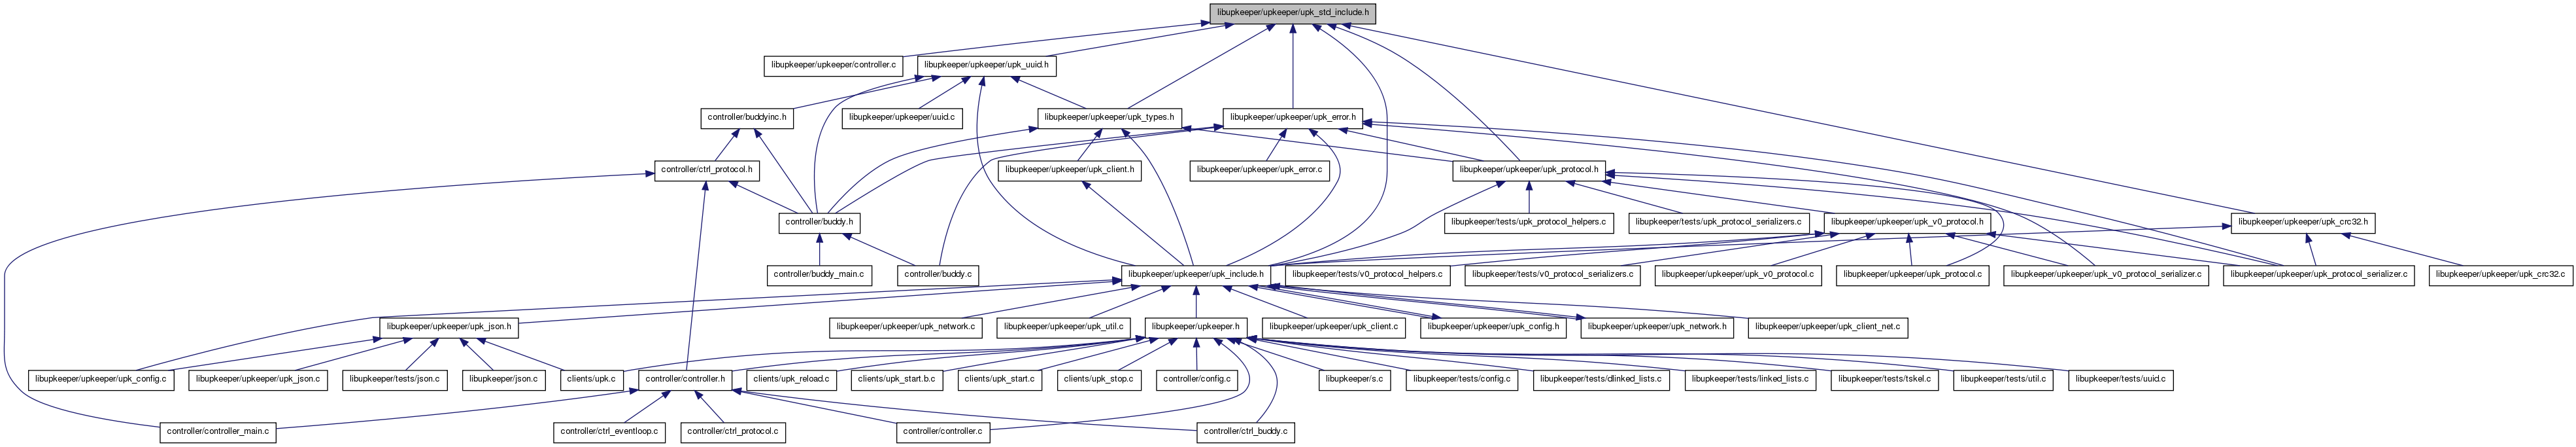 libupkeeper/upkeeper/upk_std_include.h
libupkeeper/upkeeper/controller.c
libupkeeper/upkeeper/upk_uuid.h
controller/buddyinc.h
libupkeeper/upkeeper/uuid.c
libupkeeper/upkeeper/upk_types.h
libupkeeper/upkeeper/upk_error.h
controller/ctrl_protocol.h
libupkeeper/upkeeper/upk_client.h
libupkeeper/upkeeper/upk_error.c
libupkeeper/upkeeper/upk_protocol.h
controller/buddy.h
libupkeeper/tests/upk_protocol_helpers.c
libupkeeper/tests/upk_protocol_serializers.c
libupkeeper/upkeeper/upk_v0_protocol.h
libupkeeper/upkeeper/upk_crc32.h
controller/buddy_main.c
controller/buddy.c
libupkeeper/upkeeper/upk_include.h
libupkeeper/tests/v0_protocol_helpers.c
libupkeeper/tests/v0_protocol_serializers.c
libupkeeper/upkeeper/upk_v0_protocol.c
libupkeeper/upkeeper/upk_protocol.c
libupkeeper/upkeeper/upk_v0_protocol_serializer.c
libupkeeper/upkeeper/upk_protocol_serializer.c
libupkeeper/upkeeper/upk_crc32.c
libupkeeper/upkeeper/upk_json.h
libupkeeper/upkeeper/upk_network.c
libupkeeper/upkeeper/upk_util.c
libupkeeper/upkeeper.h
libupkeeper/upkeeper/upk_client.c
libupkeeper/upkeeper/upk_config.h
libupkeeper/upkeeper/upk_network.h
libupkeeper/upkeeper/upk_client_net.c
libupkeeper/upkeeper/upk_config.c
libupkeeper/upkeeper/upk_json.c
libupkeeper/tests/json.c
libupkeeper/json.c
clients/upk.c
controller/controller.h
clients/upk_reload.c
clients/upk_start.b.c
clients/upk_start.c
clients/upk_stop.c
controller/config.c
libupkeeper/s.c
libupkeeper/tests/config.c
libupkeeper/tests/dlinked_lists.c
libupkeeper/tests/linked_lists.c
libupkeeper/tests/tskel.c
libupkeeper/tests/util.c
libupkeeper/tests/uuid.c
controller/controller_main.c
controller/ctrl_eventloop.c
controller/ctrl_protocol.c
controller/controller.c
controller/ctrl_buddy.c